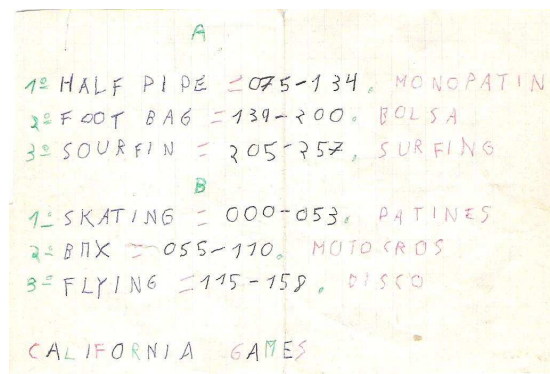 A
1º HALF PIPE = 075-134. MONOPATIN
2º FOOT BAG = 139-200. BOLSA
3º SOURFIN = 205-257. SURFING
B
1º SKATING = 000-053. PATINES
2º BMX = 055-110. MOTOCROS
3º FLYING = 115-158. DISCO
CALIFORNIA GAMES